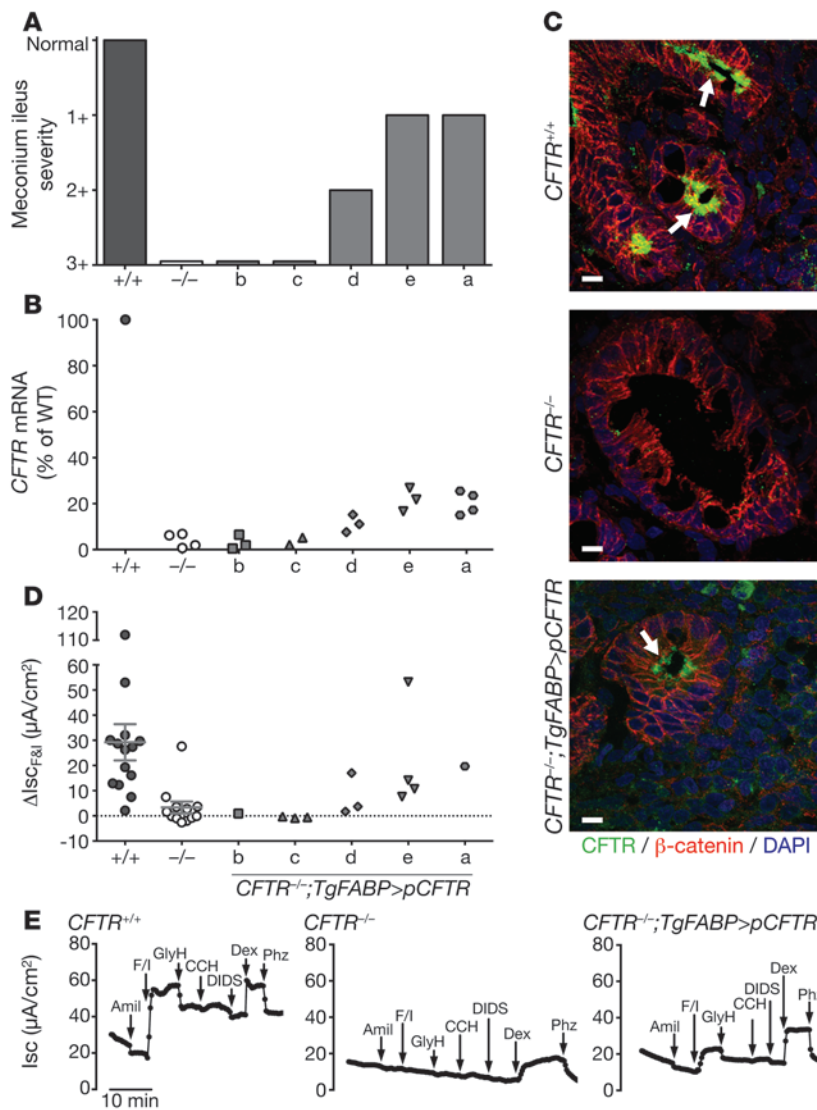 A
Normal
1+
2+
3+
Meconium ileus
severity
+/+ −/− b c d e a
B
100
80
60
40
20
0
CFTR mRNA
(% of WT)
+/+ −/− b c d e a
D
120
110
60
50
40
30
20
10
0
-10
ΔIscF&I (µA/cm²)
+/+ −/− b c d e a
CFTR−/−;TgFABP>pCFTR
C
CFTR+/+
CFTR−/−
CFTR−/−;TgFABP>pCFTR
CFTR / β-catenin / DAPI
E
Isc (µA/cm²)
CFTR+/+
80
60
40
20
0
Amil
F/I
GlyH
CCH
DIDS
Dex
Phz
10 min
CFTR−/−
80
60
40
20
0
Amil
F/I
GlyH
CCH
DIDS
Dex
Phz
CFTR−/−;TgFABP>pCFTR
80
60
40
20
0
Amil
F/I
GlyH
CCH
DIDS
Dex
Phz